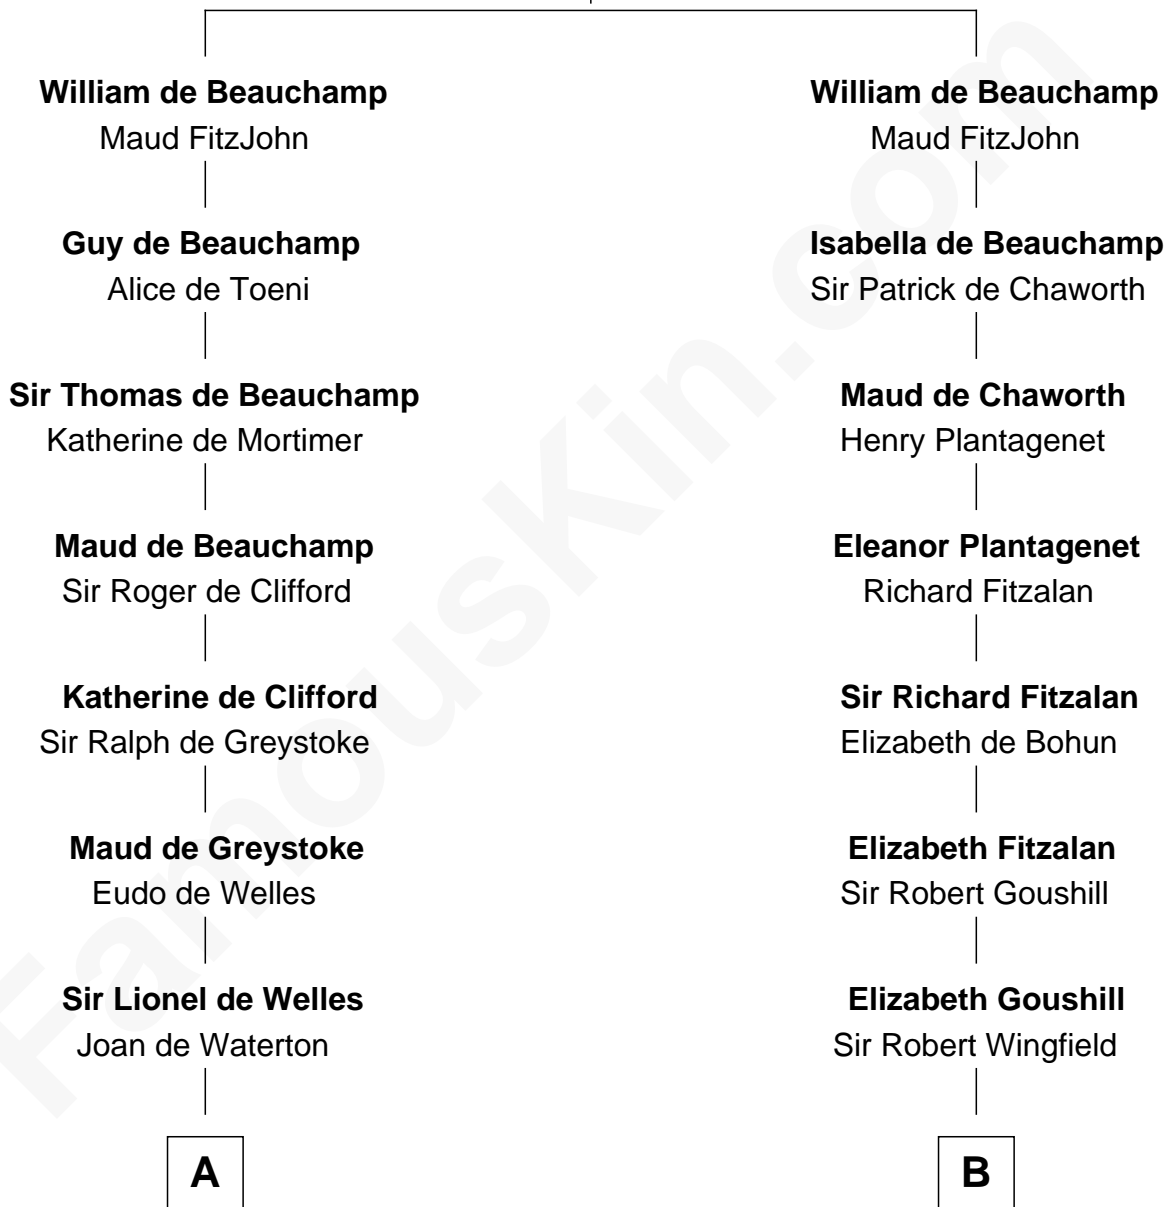 William de Beauchamp
Maud FitzJohn
Guy de Beauchamp
Alice de Toeni
Sir Thomas de Beauchamp
Katherine de Mortimer
Maud de Beauchamp
Sir Roger de Clifford
Katherine de Clifford
Sir Ralph de Greystoke
Maud de Greystoke
Eudo de Welles
Sir Lionel de Welles
Joan de Waterton
A
William de Beauchamp
Maud FitzJohn
Isabella de Beauchamp
Sir Patrick de Chaworth
Maud de Chaworth
Henry Plantagenet
Eleanor Plantagenet
Richard Fitzalan
Sir Richard Fitzalan
Elizabeth de Bohun
Elizabeth Fitzalan
Sir Robert Goushill
Elizabeth Goushill
Sir Robert Wingfield
B
FamousKin.com